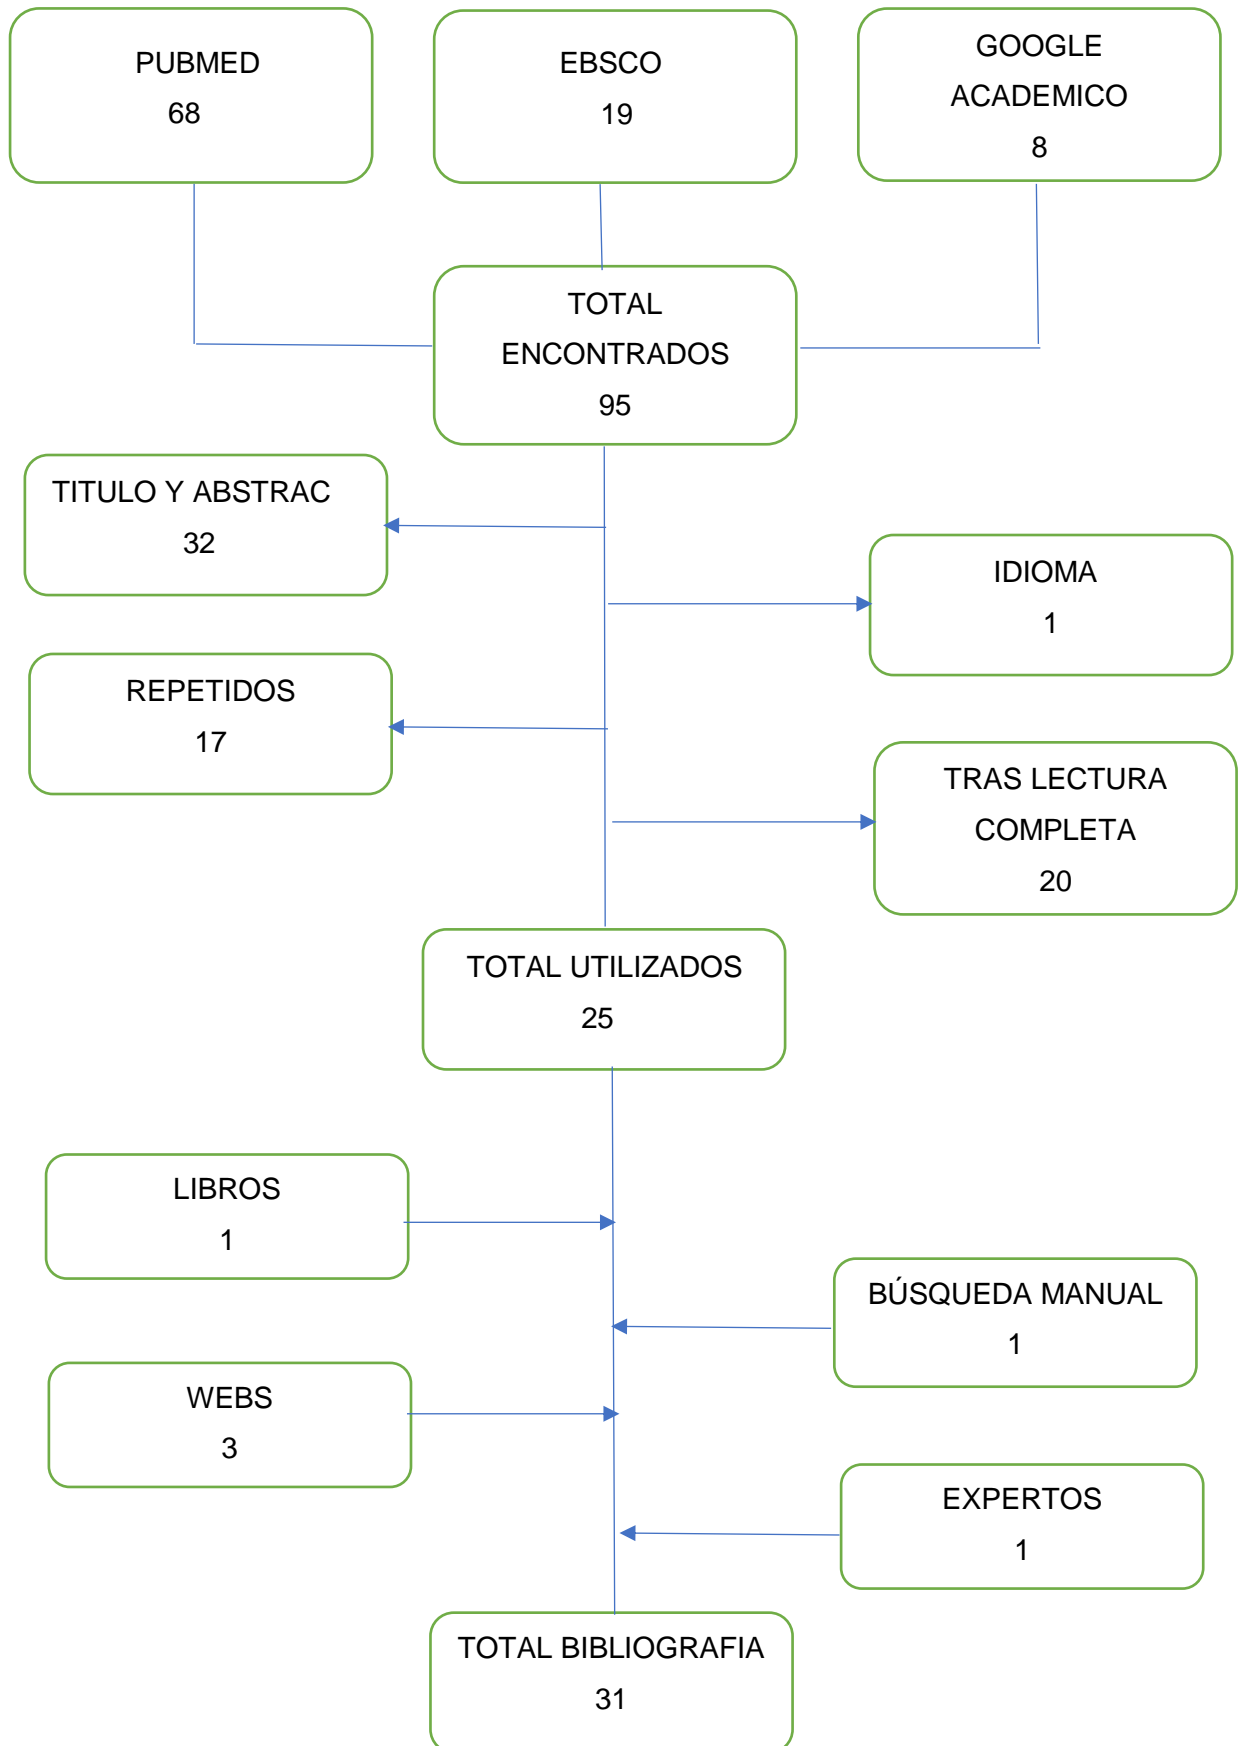 PUBMED
68
EBSCO
19
GOOGLE
ACADEMICO
8
TOTAL
ENCONTRADOS
95
TITULO Y ABSTRAC
32
IDIOMA
1
REPETIDOS
17
TRAS LECTURA
COMPLETA
20
TOTAL UTILIZADOS
25
LIBROS
1
BÚSQUEDA MANUAL
1
WEBS
3
EXPERTOS
1
TOTAL BIBLIOGRAFIA
31